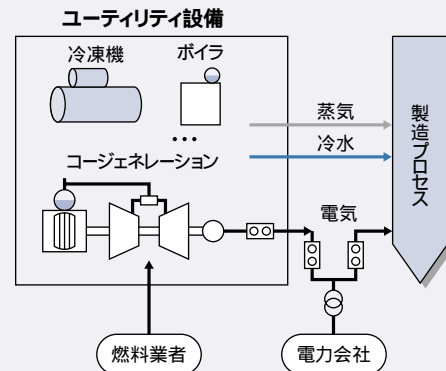 ユーティリティ設備
冷凍機
ボイラ
...
コージェネレーション
蒸気
冷水
電気
製造プロセス
燃料業者
電力会社